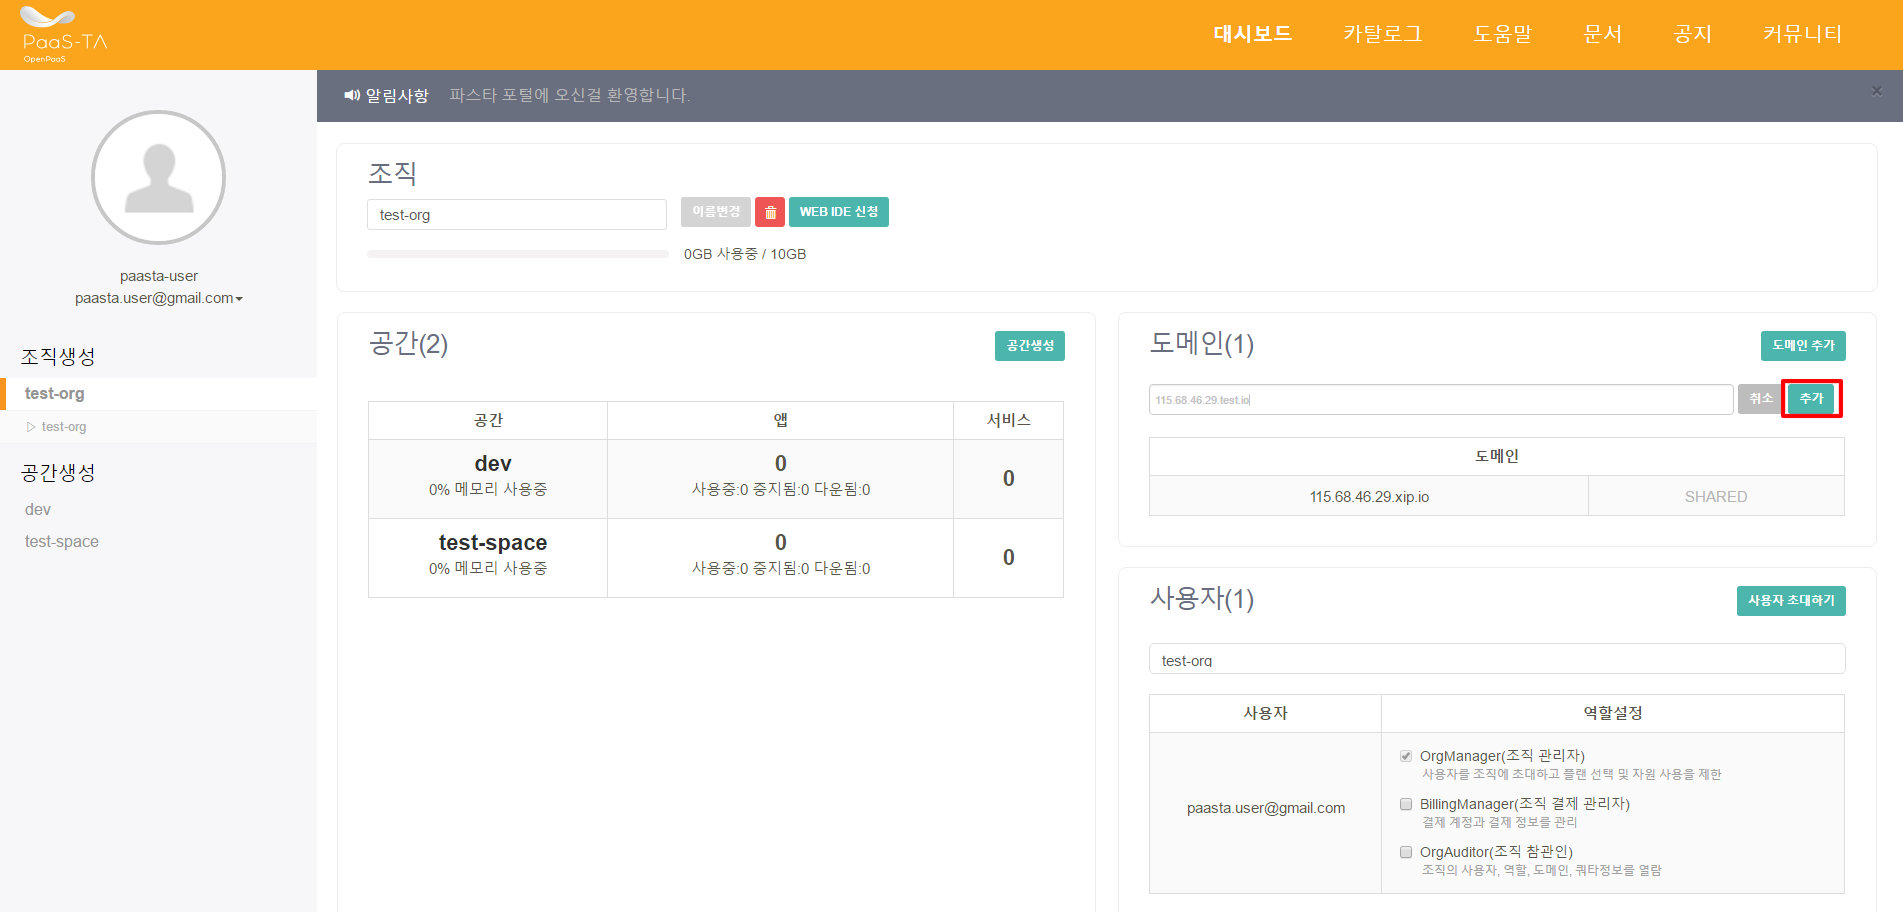 PaaS-TA
OpenPaaS
대시보드 카탈로그 도움말 문서 공지 커뮤니티
알림사항 파스타 포털에 오신걸 환영합니다.
paasta-user
paasta.user@gmail.com
조직생성
test-org
test-org
공간생성
dev
test-space
조직
test-org 이름변경 WEB IDE 신청
0GB 사용중 / 10GB
공간(2) 공간생성
공간 앱 서비스
dev 0 0
0% 메모리 사용중 사용중:0 중지됨:0 다운됨:0
test-space 0 0
0% 메모리 사용중 사용중:0 중지됨:0 다운됨:0
도메인(1) 도메인 추가
115.68.46.29.test.io 취소 추가
도메인
115.68.46.29.xip.io SHARED
사용자(1) 사용자 초대하기
test-org
사용자 역할설정
paasta.user@gmail.com
OrgManager(조직 관리자)
사용자를 조직에 초대하고 플랜 선택 및 자원 사용을 제한
BillingManager(조직 결제 관리자)
결제 계정과 결제 정보를 관리
OrgAuditor(조직 참관인)
조직의 사용자, 역할, 도메인, 쿼타정보를 열람